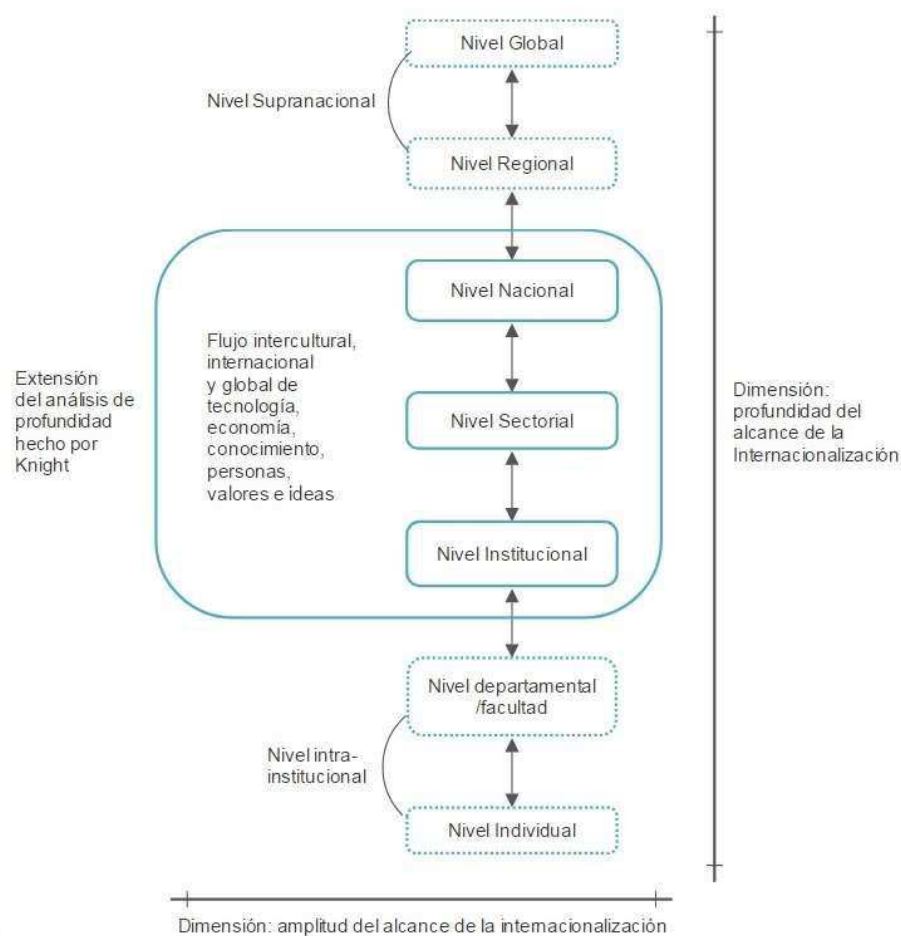 Nivel Global
Nivel Supranacional
Nivel Regional
Nivel Nacional
Flujo intercultural,
internacional
y global de
tecnología,
economía,
conocimiento,
personas,
valores e ideas
Extensión
del análisis de
profundidad
hecho por
Knight
Nivel Sectorial
Dimensión:
profundidad del
alcance de la
Internacionalización
Nivel Institucional
Nivel departamental
/facultad
Nivel intra-
institucional
Nivel Individual
Dimensión: amplitud del alcance de la internacionalización